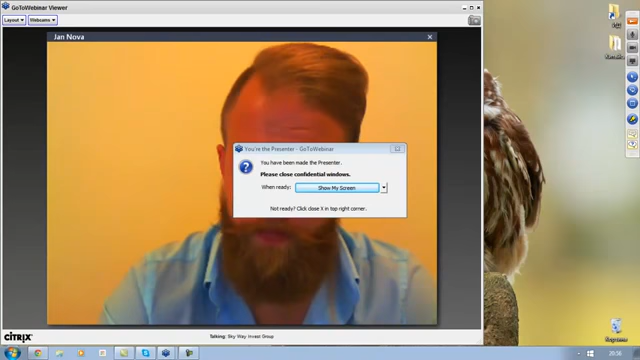 GoToWebinar Viewer
Layout
Webcams
Jan Nova
You're the Presenter - GoToWebinar
You have been made the Presenter.
Please close confidential windows.
When ready:
Show My Screen
Not ready? Click close X in top right corner.
CITRIX
Talking: Sky Way Invest Group
20:36